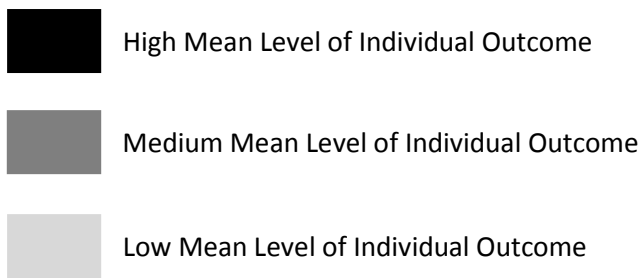 High Mean Level of Individual Outcome
Medium Mean Level of Individual Outcome
Low Mean Level of Individual Outcome